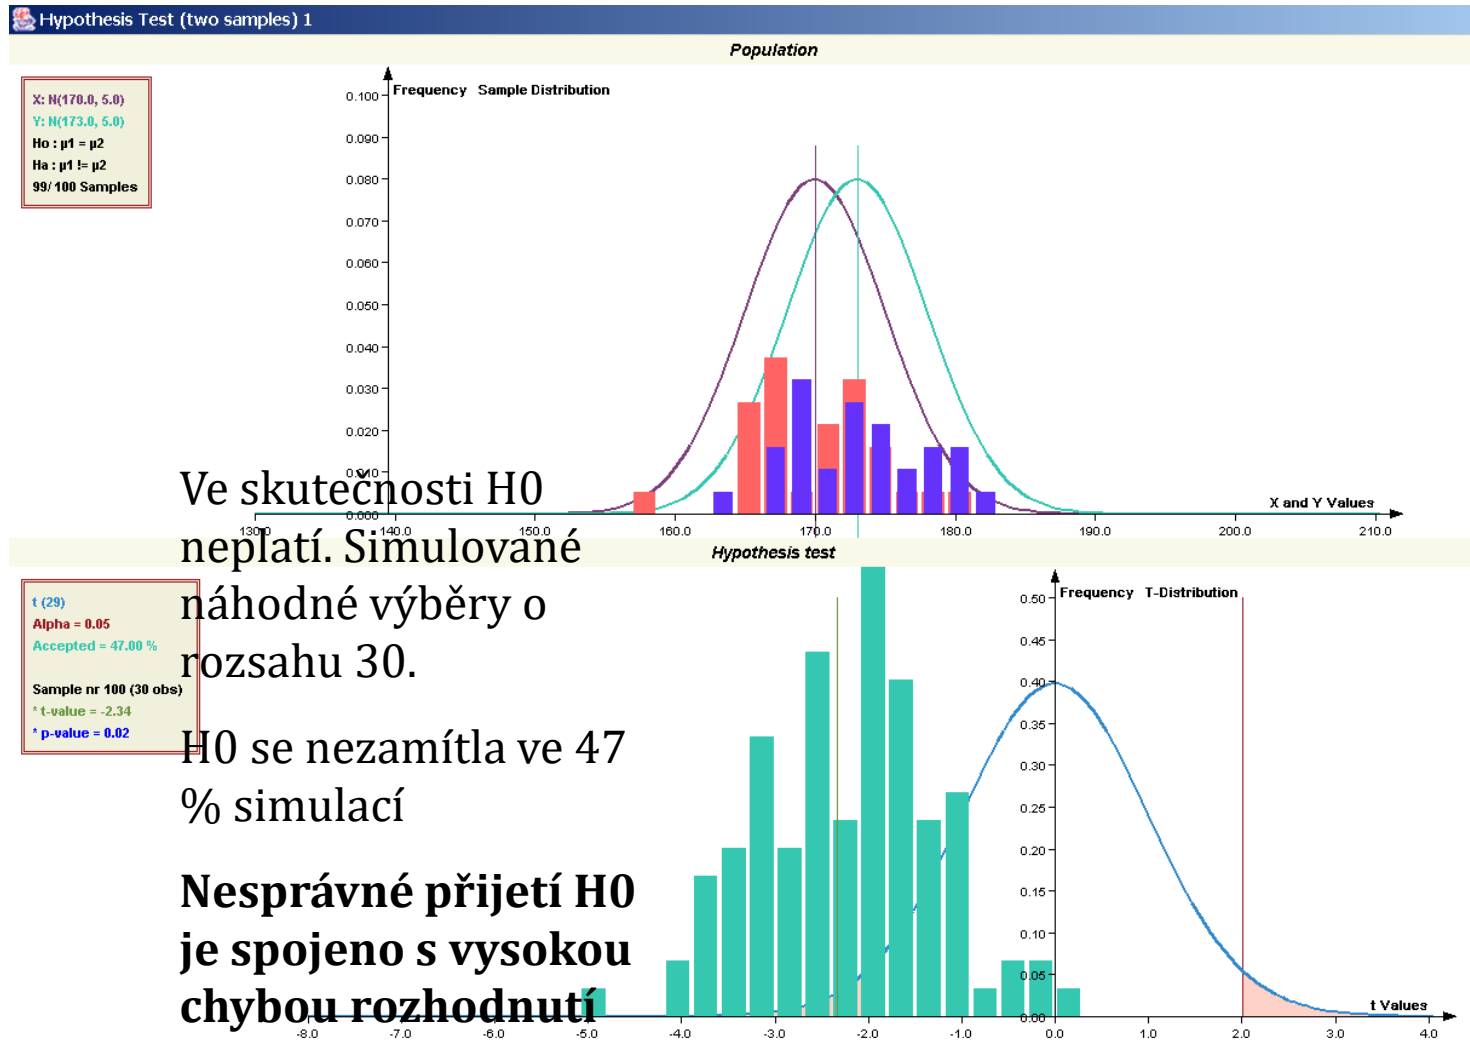 Hypothesis Test (two samples) 1
Population
X: N(170.0, 5.0)
Y: N(173.0, 5.0)
Ho : µ1 = µ2
Ha : µ1 != µ2
99/ 100 Samples
Frequency Sample Distribution
0.100
0.090
0.080
0.070
0.060
0.050
0.040
0.030
0.020
0.010
0.000
130.0 140.0 150.0 160.0 170.0 180.0 190.0 200.0 210.0
X and Y Values
Hypothesis test
t (29)
Alpha = 0.05
Accepted = 47.00 %
Sample nr 100 (30 obs)
* t-value = -2.34
* p-value = 0.02
Ve skutečnosti H0
neplatí. Simulované
náhodné výběry o
rozsahu 30.
H0 se nezamítla ve 47
% simulací
Nesprávné přijetí H0
je spojeno s vysokou
chybou rozhodnutí
Frequency T-Distribution
0.50
0.45
0.40
0.35
0.30
0.25
0.20
0.15
0.10
0.05
0.00
-8.0 -7.0 -6.0 -5.0 -4.0 -3.0 -2.0 -1.0 0.0 1.0 2.0 3.0 4.0
t Values